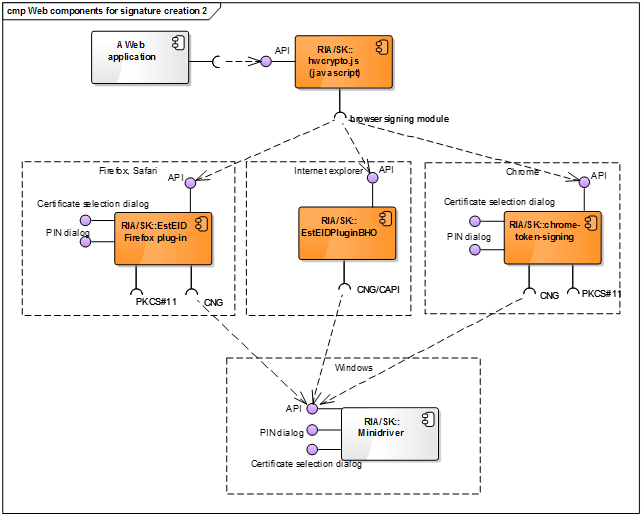 cmp Web components for signature creation 2
A Web
application
API
RIA/SK::
hwcrypto.js
(javascript)
browser signing module
Firefox, Safari
API
Certificate selection dialog
PIN dialog
RIA/SK::EstEID
Firefox plug-in
PKCS#11
CNG
Internet explorer
API
RIA/SK::
EstEIDPluginBHO
CNG/CAPI
Chrome
API
Certificate selection dialog
PIN dialog
RIA/SK::chrome-
token-signing
CNG
PKCS#11
Windows
API
PIN dialog
Certificate selection dialog
RIA/SK::
Minidriver